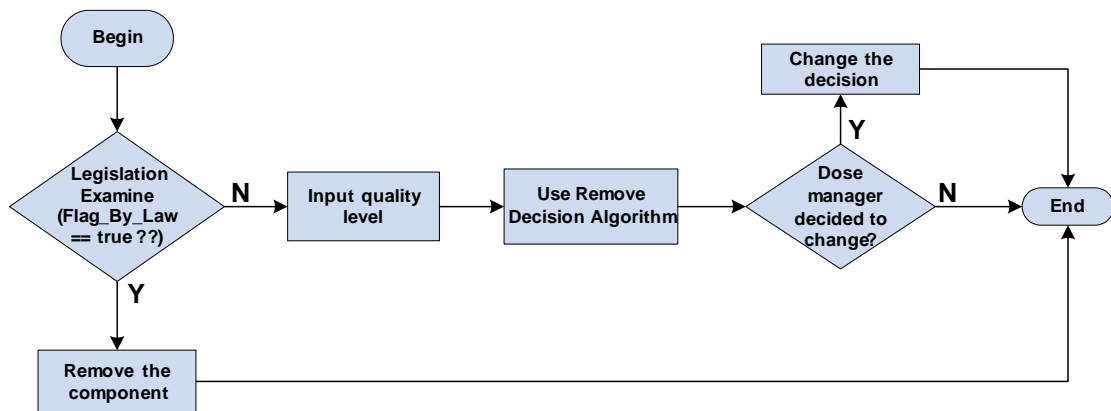 Begin
Legislation
Examine
(Flag_By_Law
== true ??)
N
Y
Remove the
component
Input quality
level
Use Remove
Decision Algorithm
Dose
manager
decided to
change?
Y
N
Change the
decision
End